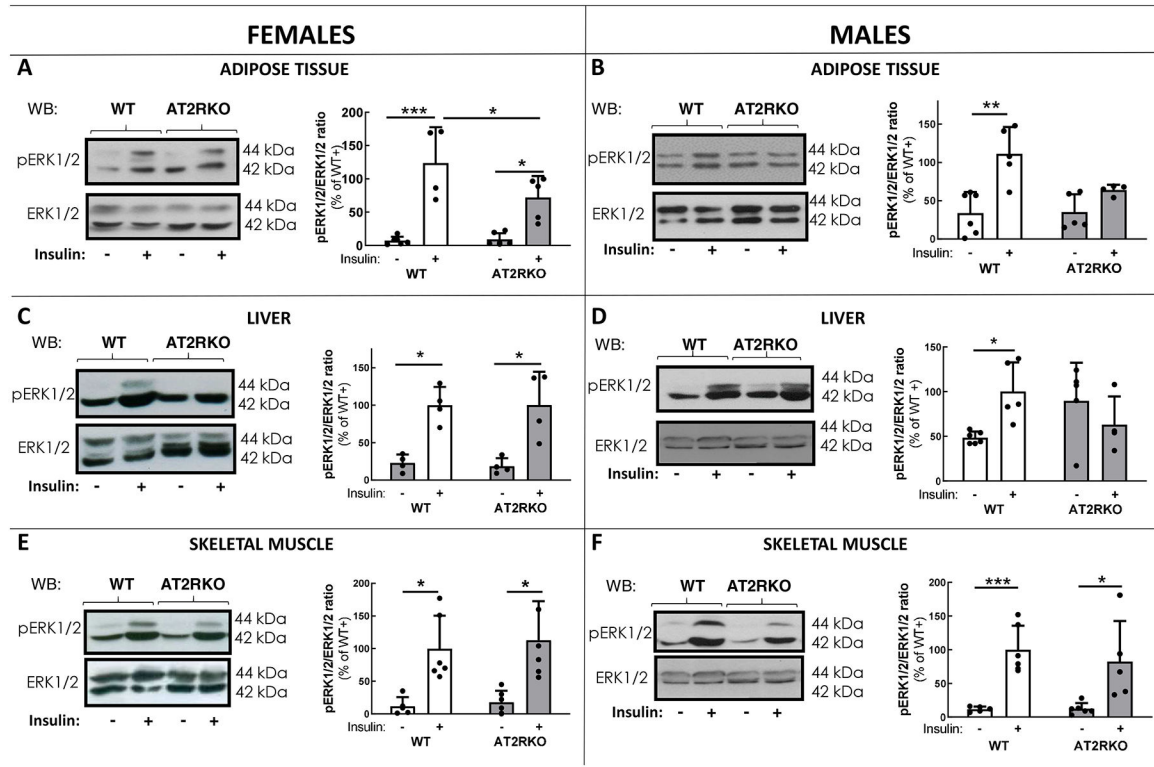 FEMALES
MALES
A
ADIPOSE TISSUE
WB: WT AT2RKO
pERK1/2
44 kDa
42 kDa
ERK1/2
44 kDa
42 kDa
Insulin: - + - +
pERK1/2/ERK1/2 ratio
(% of WT+)
200
150
100
50
0
*** *
*
Insulin: - + - +
WT AT2RKO
B
ADIPOSE TISSUE
WB: WT AT2RKO
pERK1/2
44 kDa
42 kDa
ERK1/2
44 kDa
42 kDa
Insulin: - + - +
pERK1/2/ERK1/2 ratio
(% of WT+)
150
100
50
0
**
Insulin: - + - +
WT AT2RKO
C
LIVER
WB: WT AT2RKO
pERK1/2
44 kDa
42 kDa
ERK1/2
44 kDa
42 kDa
Insulin: - + - +
pERK1/2/ERK1/2 ratio
(% of WT+)
150
100
50
0
* *
Insulin: - + - +
WT AT2RKO
D
LIVER
WB: WT AT2RKO
pERK1/2
44 kDa
42 kDa
ERK1/2
44 kDa
42 kDa
Insulin: - + - +
pERK1/2/ERK1/2 ratio
(% of WT +)
150
100
50
0
*
Insulin: - + - +
WT AT2RKO
E
SKELETAL MUSCLE
WB: WT AT2RKO
pERK1/2
44 kDa
42 kDa
ERK1/2
44 kDa
42 kDa
Insulin: - + - +
pERK1/2/ERK1/2 ratio
(% of WT+)
200
150
100
50
0
* *
Insulin: - + - +
WT AT2RKO
F
SKELETAL MUSCLE
WB: WT AT2RKO
pERK1/2
44 kDa
42 kDa
ERK1/2
44 kDa
42 kDa
Insulin: - + - +
pERK1/2/ERK1/2 ratio
(% of WT+)
200
150
100
50
0
*** *
Insulin: - + - +
WT AT2RKO